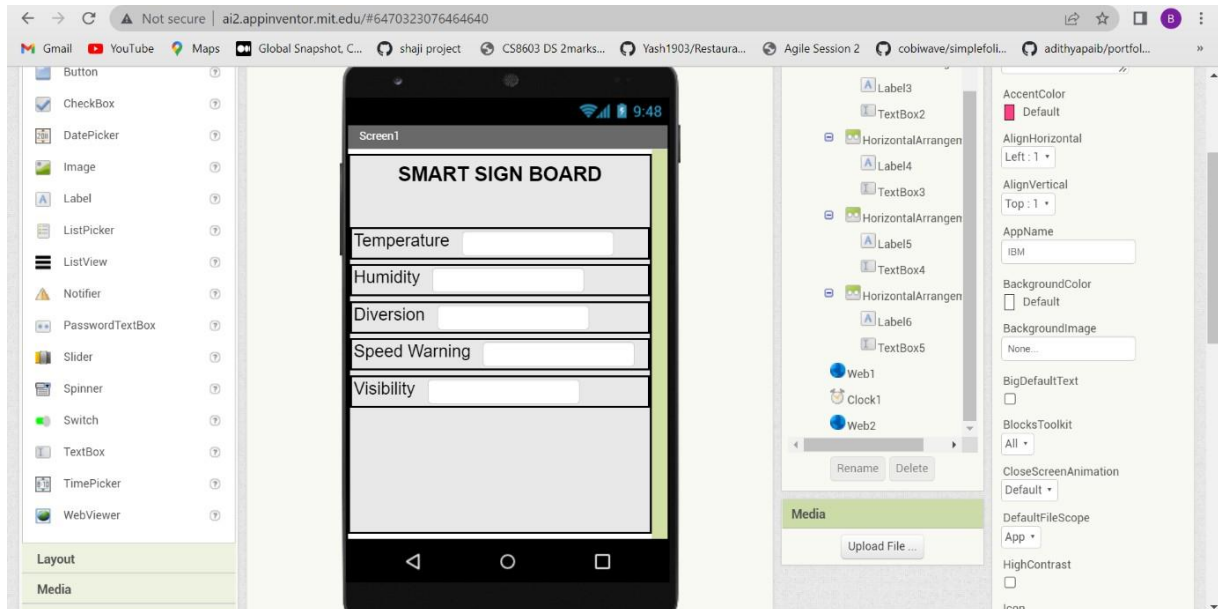 Not secure | ai2.appinventor.mit.edu/#6470323076464640
B
Gmail YouTube Maps Global Snapshot, C... shaji project CS8603 DS 2marks... Yash1903/Restaura... Agile Session 2 cobiwave/simplefoli... adithyapaib/portfol... »
Button
CheckBox
DatePicker
Image
Label
ListPicker
ListView
Notifier
PasswordTextBox
Slider
Spinner
Switch
TextBox
TimePicker
WebViewer
Layout
Media
9:48
Screen1
SMART SIGN BOARD
Temperature
Humidity
Diversion
Speed Warning
Visibility
Label3
TextBox2
HorizontalArrangem
Label4
TextBox3
HorizontalArrangem
Label5
TextBox4
HorizontalArrangem
Label6
TextBox5
Web1
Clock1
Web2
Rename Delete
Media
Upload File ...
AccentColor
Default
AlignHorizontal
Left : 1
AlignVertical
Top : 1
AppName
IBM
BackgroundColor
Default
BackgroundImage
None...
BigDefaultText
BlocksToolkit
All
CloseScreenAnimation
Default
DefaultFileScope
App
HighContrast
Icon